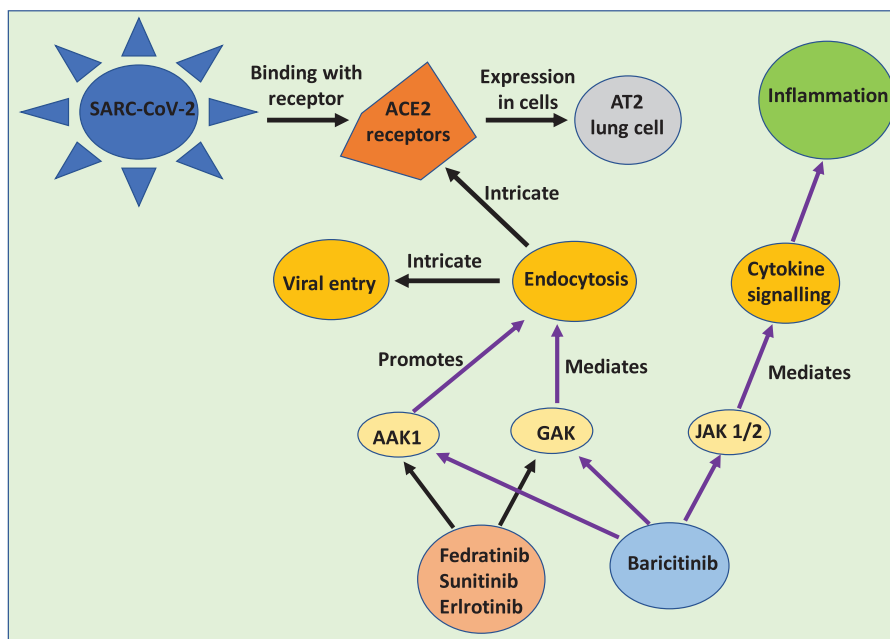 SARC-CoV-2
Binding with
receptor
ACE2
receptors
Expression
in cells
AT2
lung cell
Inflammation
Intricate
Viral entry
Intricate
Endocytosis
Cytokine
signalling
Promotes
Mediates
Mediates
AAK1
GAK
JAK 1/2
Fedratinib
Sunitinib
Erlrotinib
Baricitinib